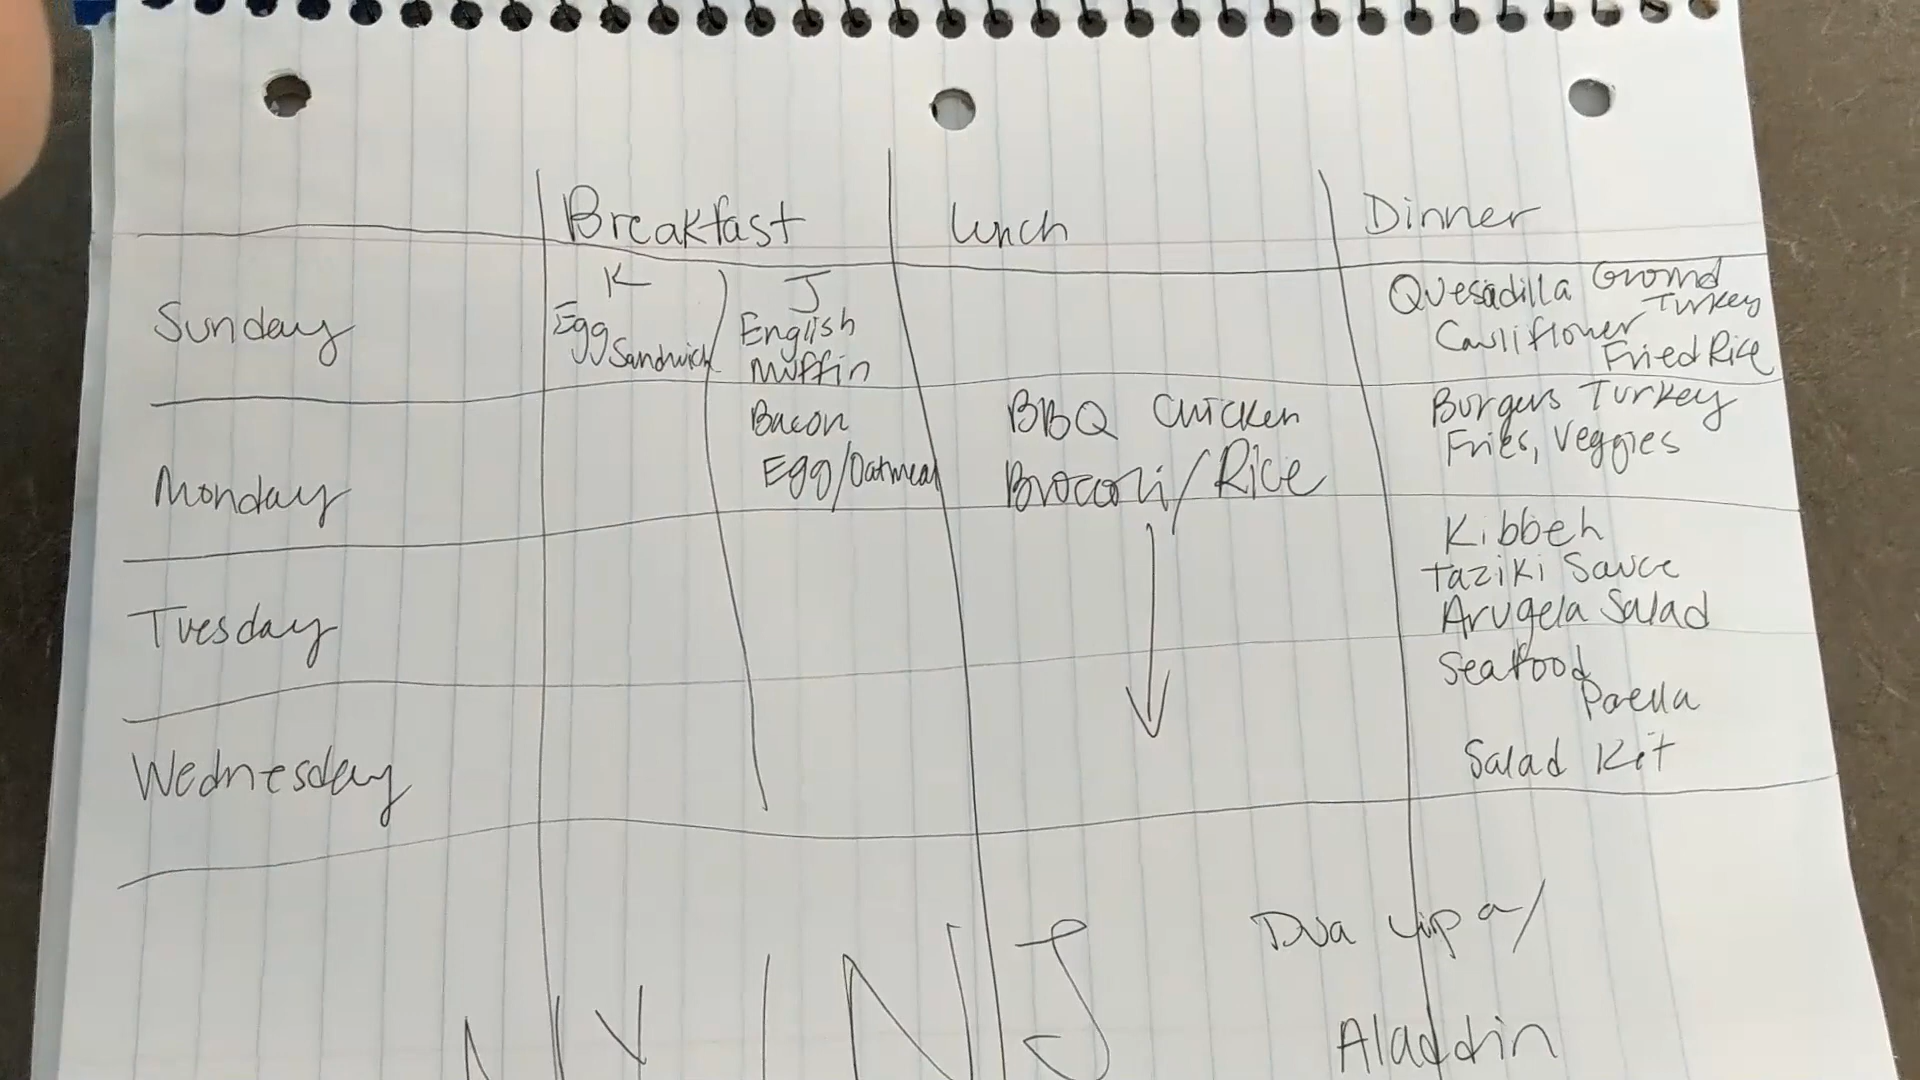 Breakfast Lunch Dinner
Sunday
K
Egg
Sandwich
J
English
Muffin
Quesadilla Ground
Turkey
Cauliflower
Fried Rice
Monday
Bacon
Egg/Oatmeal
BBQ Chicken
Broccoli/Rice
Burgers Turkey
Fries, Veggies
Tuesday
Kibbeh
Taziki Sauce
Arugela Salad
Wednesday
Seafood
Paella
Salad Kit
NY/NJ
Dua Lipa/
Aladdin